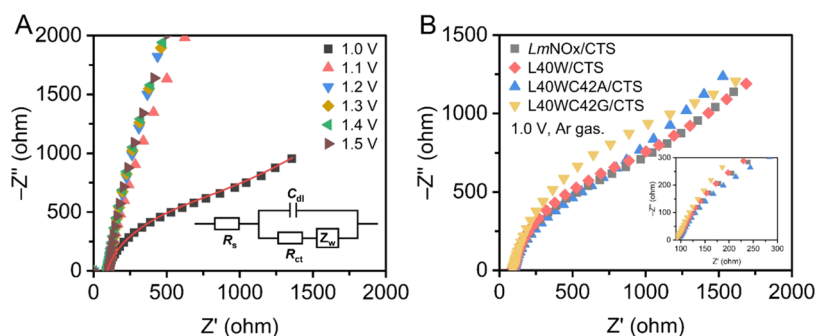 A
2000
1500
1000
500
0
–Z'' (ohm)
1.0 V
1.1 V
1.2 V
1.3 V
1.4 V
1.5 V
Cdl
Rs
Rct
Zw
0 500 1000 1500 2000
Z' (ohm)
B
1500
1000
500
0
–Z'' (ohm)
LmNOx/CTS
L40W/CTS
L40WC42A/CTS
L40WC42G/CTS
1.0 V, Ar gas.
300
250
200
150
100
50
0
-Z'' (ohm)
100 150 200 250 300
Z' (ohm)
0 500 1000 1500 2000
Z' (ohm)